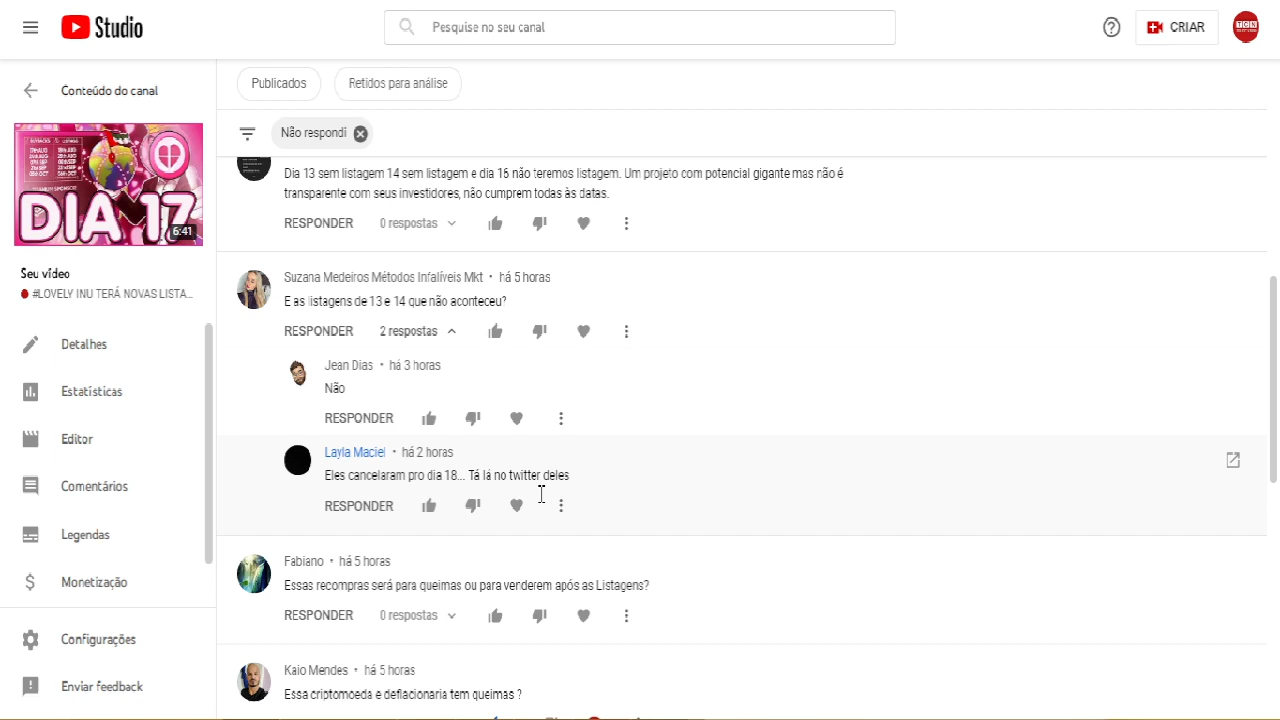 Studio
Pesquise no seu canal
CRIAR
Conteúdo do canal
DIA 17
6:41
Seu vídeo
#LOVELY INU TERÁ NOVAS LISTA...
Detalhes
Estatísticas
Editor
Comentários
Legendas
Monetização
Configurações
Enviar feedback
Publicados
Retidos para análise
Não respondi
Dia 13 sem listagem 14 sem listagem e dia 16 não teremos listagem. Um projeto com potencial gigante mas não é
transparente com seus investidores, não cumprem todas às datas.
RESPONDER 0 respostas
Suzana Medeiros Métodos Infalíveis Mkt • há 5 horas
E as listagens de 13 e 14 que não aconteceu?
RESPONDER 2 respostas
Jean Dias • há 3 horas
Não
RESPONDER
Layla Maciel • há 2 horas
Eles cancelaram pro dia 18... Tá lá no twitter deles
RESPONDER
Fabiano • há 5 horas
Essas recompras será para queimas ou para venderem após as Listagens?
RESPONDER 0 respostas
Kaio Mendes • há 5 horas
Essa criptomoeda e deflacionaria tem queimas ?